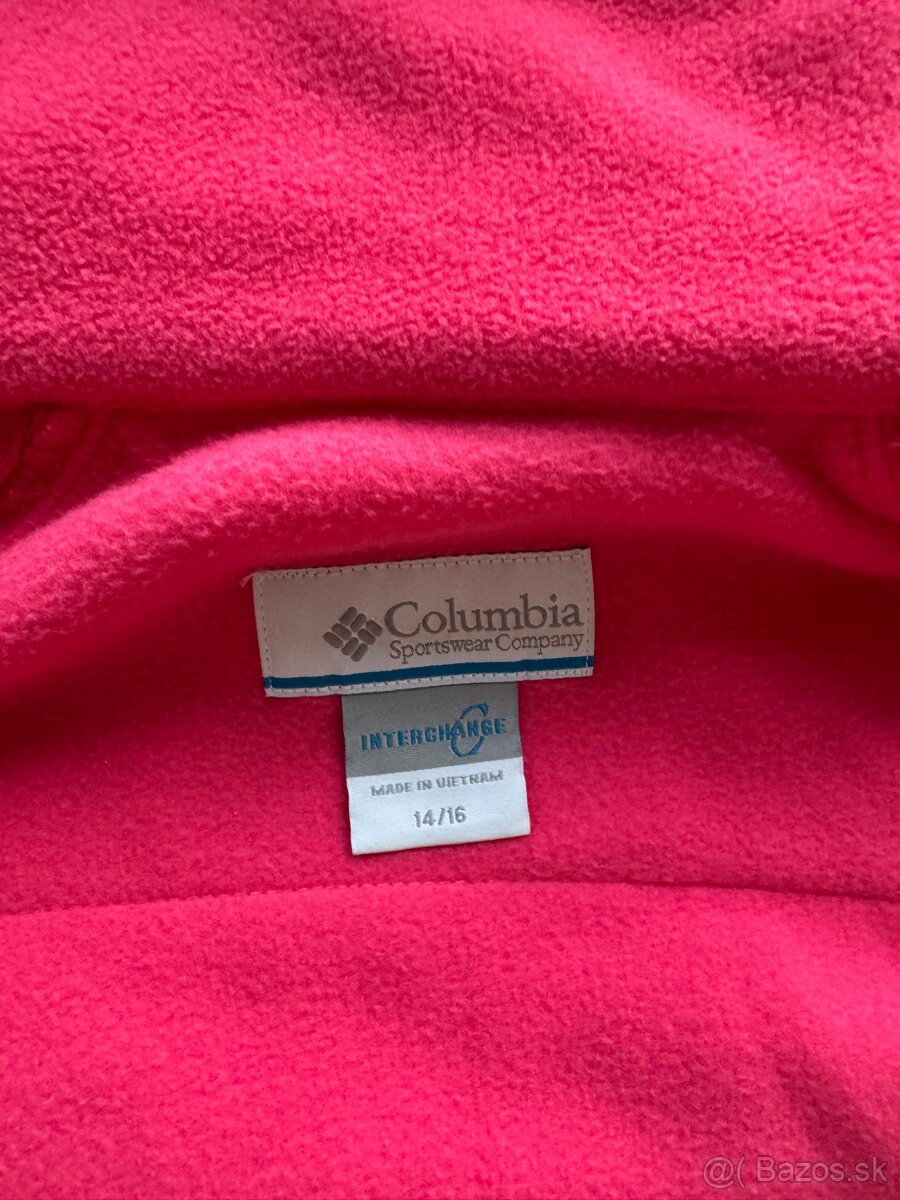 Columbia
Sportswear Company
INTERCHANGE
MADE IN VIETNAM
14/16
@( Bazos.sk